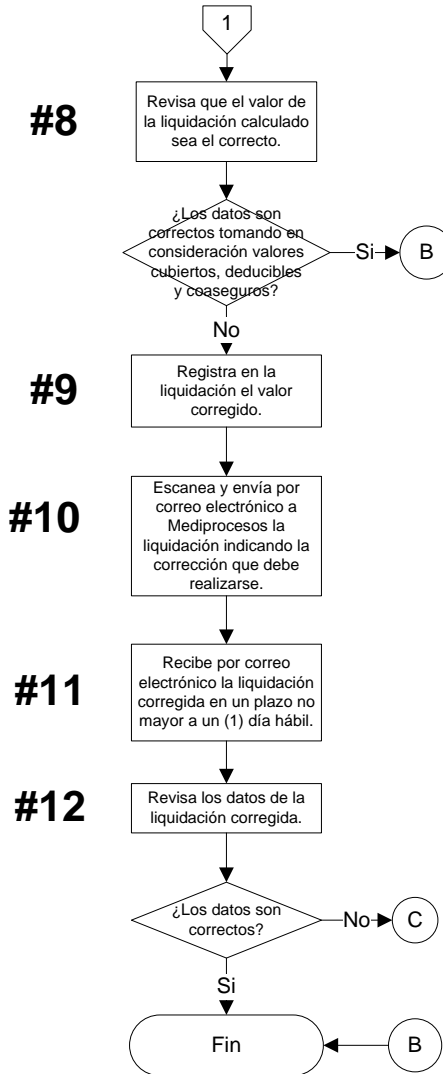 1
#8
Revisa que el valor de
la liquidación calculado
sea el correcto.
¿Los datos son
correctos tomando en
consideración valores
cubiertos, deducibles
y coaseguros?
Si
B
No
#9
Registra en la
liquidación el valor
corregido.
#10
Escanea y envía por
correo electrónico a
Mediprocesos la
liquidación indicando la
corrección que debe
realizarse.
#11
Recibe por correo
electrónico la liquidación
corregida en un plazo no
mayor a un (1) día hábil.
#12
Revisa los datos de la
liquidación corregida.
¿Los datos son
correctos?
No
C
Si
Fin
B